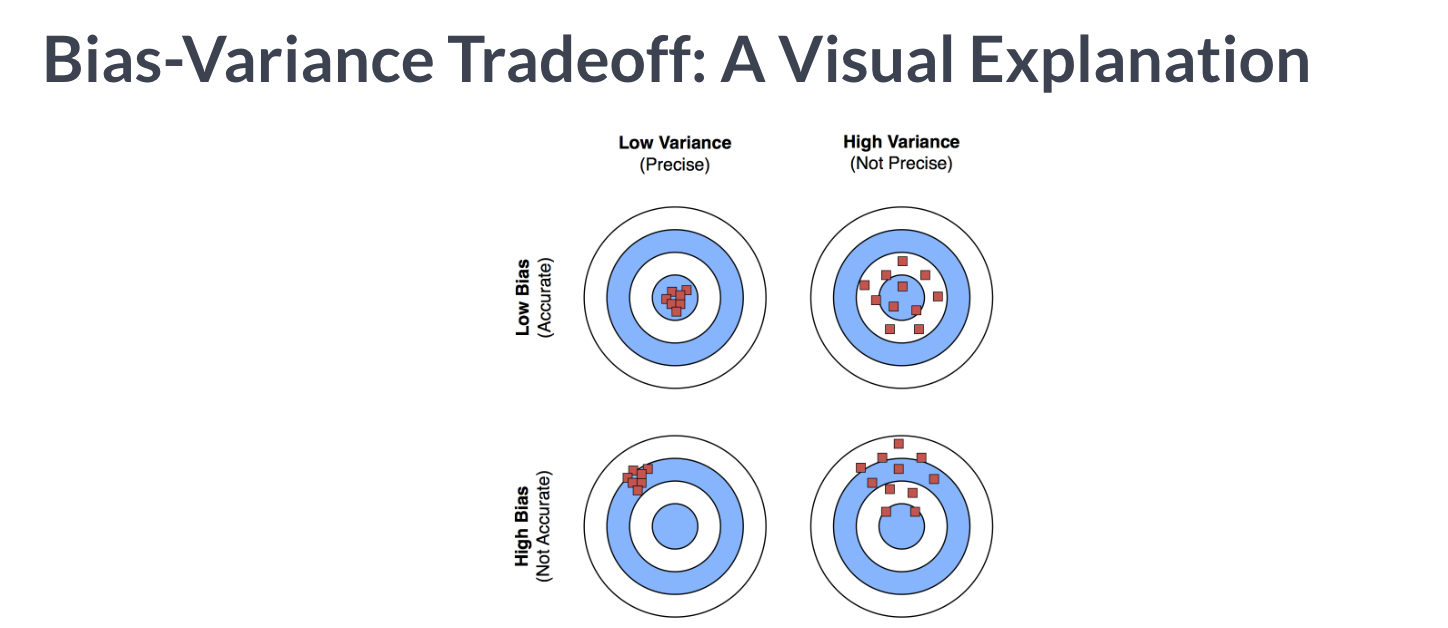 Bias-Variance Tradeoff: A Visual Explanation
Low Variance
(Precise)
High Variance
(Not Precise)
Low Bias
(Accurate)
High Bias
(Not Accurate)